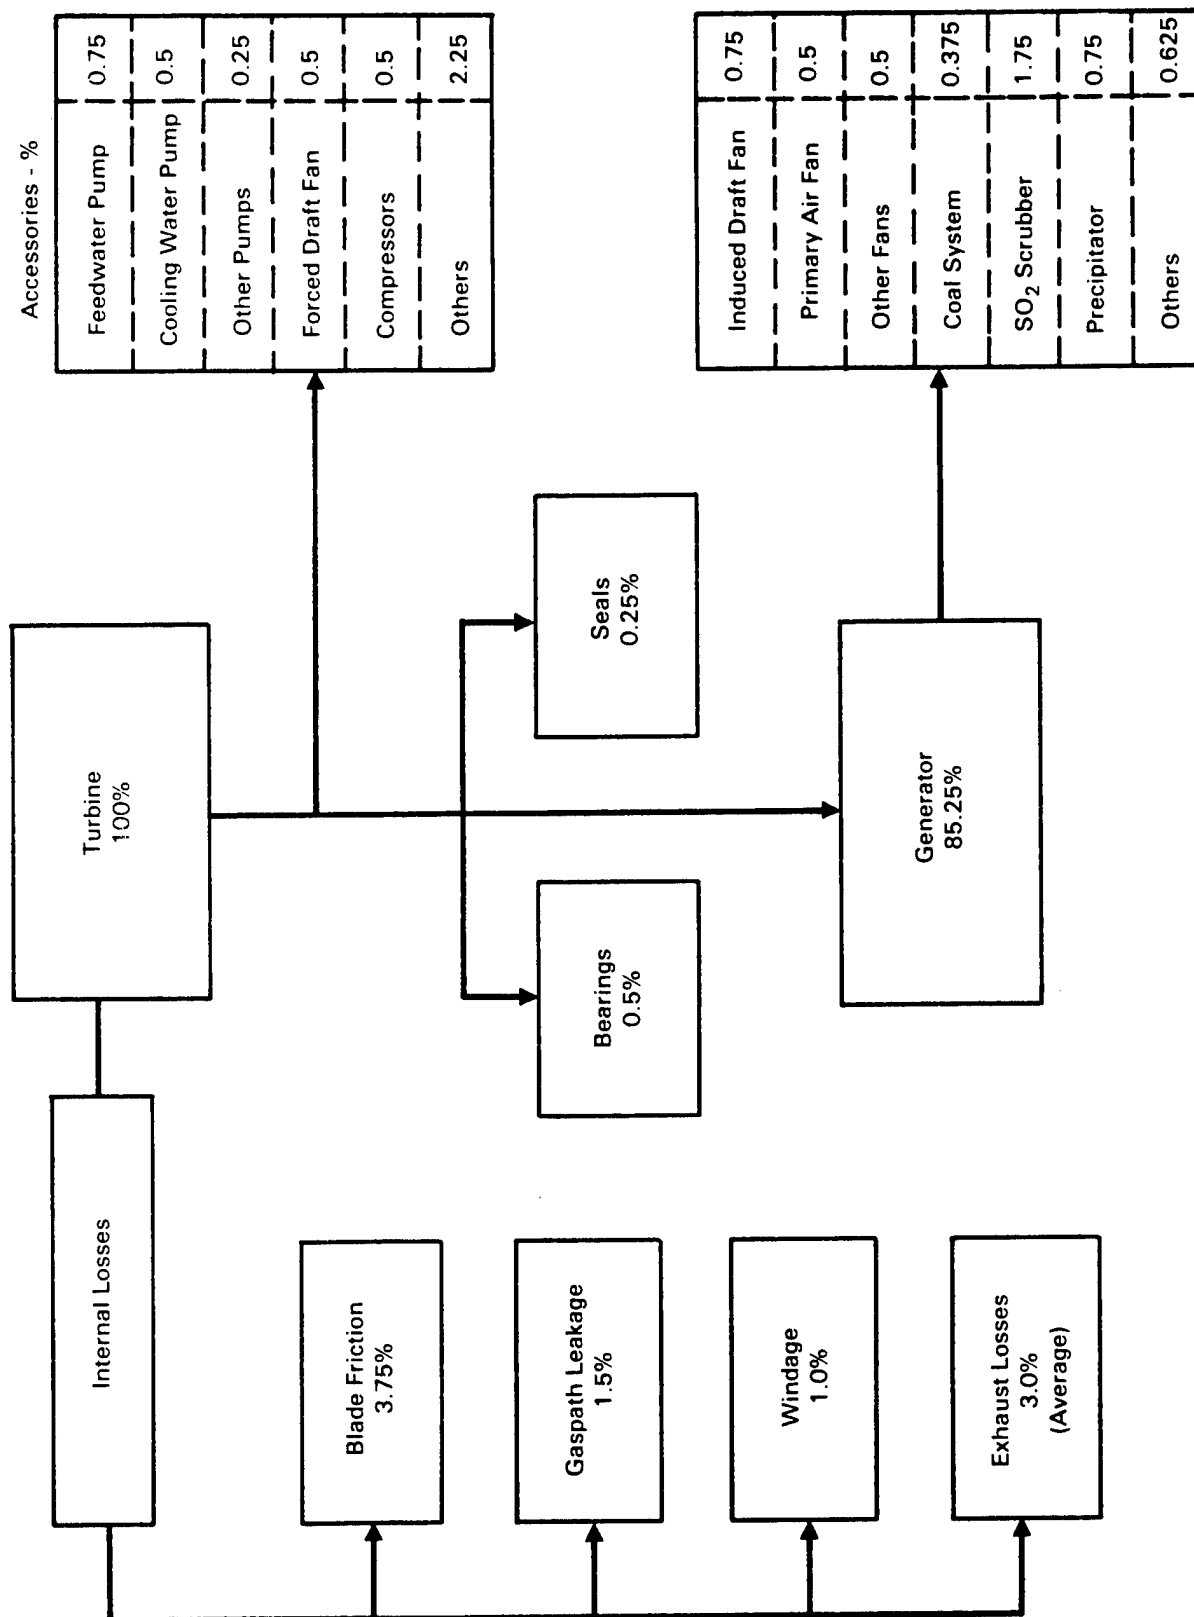 Accessories - %
Feedwater Pump 0.75
Cooling Water Pump 0.5
Other Pumps 0.25
Forced Draft Fan 0.5
Compressors 0.5
Others 2.25
Induced Draft Fan 0.75
Primary Air Fan 0.5
Other Fans 0.5
Coal System 0.375
SO2 Scrubber 1.75
Precipitator 0.75
Others 0.625
Turbine
100%
Seals
0.25%
Bearings
0.5%
Generator
85.25%
Internal Losses
Blade Friction
3.75%
Gaspath Leakage
1.5%
Windage
1.0%
Exhaust Losses
3.0%
(Average)